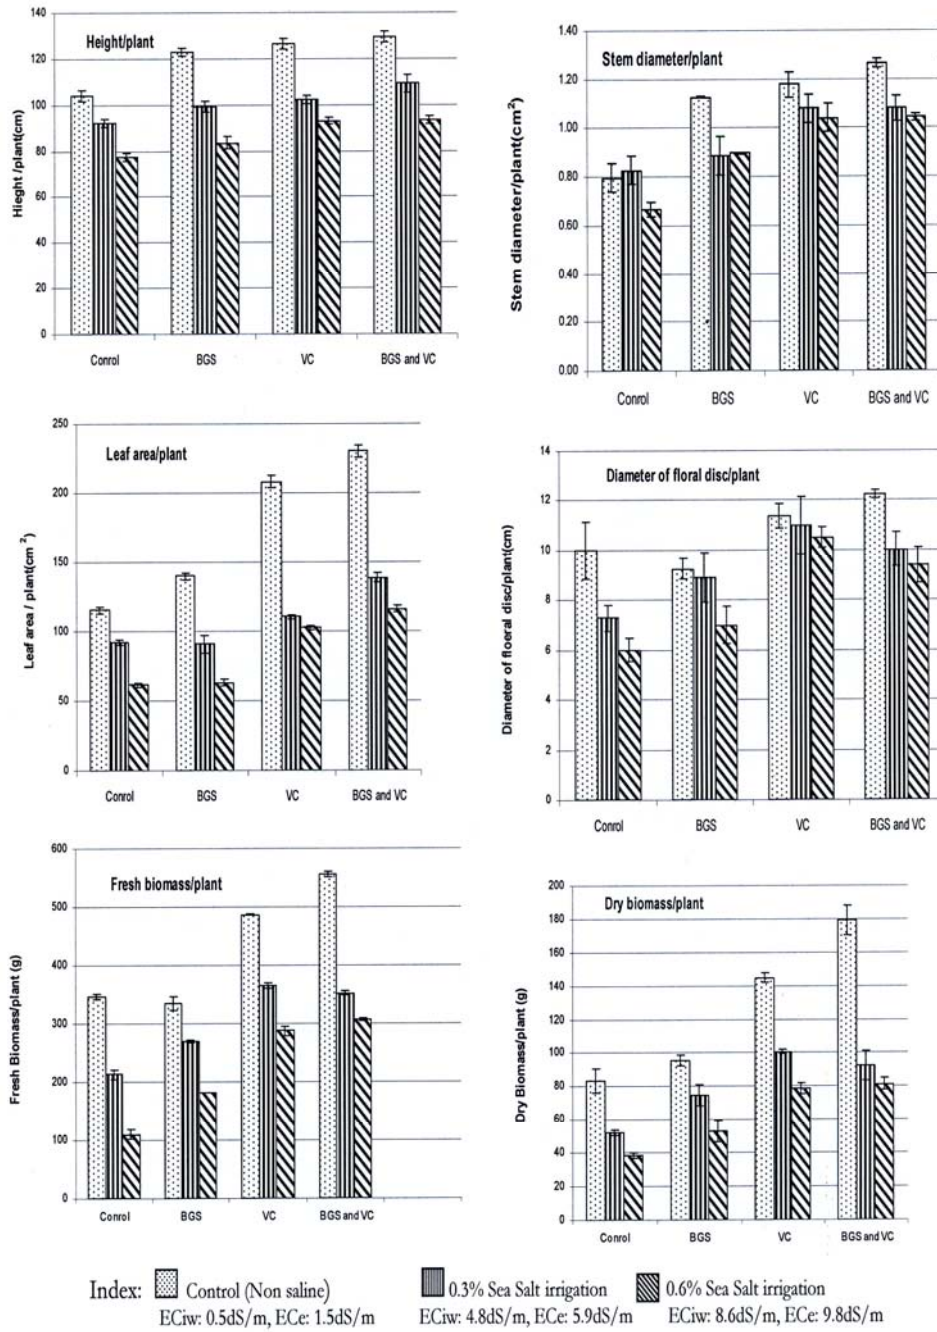 Height/plant
Hieght /plant(cm)
140
120
100
80
60
40
20
0
Conrol BGS VC BGS and VC
Stem diameter/plant
Stem diameter/plant(cm²)
1.40
1.20
1.00
0.80
0.60
0.40
0.20
0.00
Conrol BGS VC BGS and VC
Leaf area/plant
Leaf area / plant(cm ²)
250
200
150
100
50
0
Conrol BGS VC BGS and VC
Diameter of floral disc/plant
Diameter of floeral disc/plant(cm)
14
12
10
8
6
4
2
0
Conrol BGS VC BGS and VC
Fresh biomass/plant
Fresh Biomass/plant (g)
600
500
400
300
200
100
0
Conrol BGS VC BGS and VC
Dry biomass/plant
Dry Biomass/plant (g)
200
180
160
140
120
100
80
60
40
20
0
Conrol BGS VC BGS and VC
Index: Control (Non saline) 0.3% Sea Salt irrigation 0.6% Sea Salt irrigation
ECiw: 0.5dS/m, ECe: 1.5dS/m ECiw: 4.8dS/m, ECe: 5.9dS/m ECiw: 8.6dS/m, ECe: 9.8dS/m